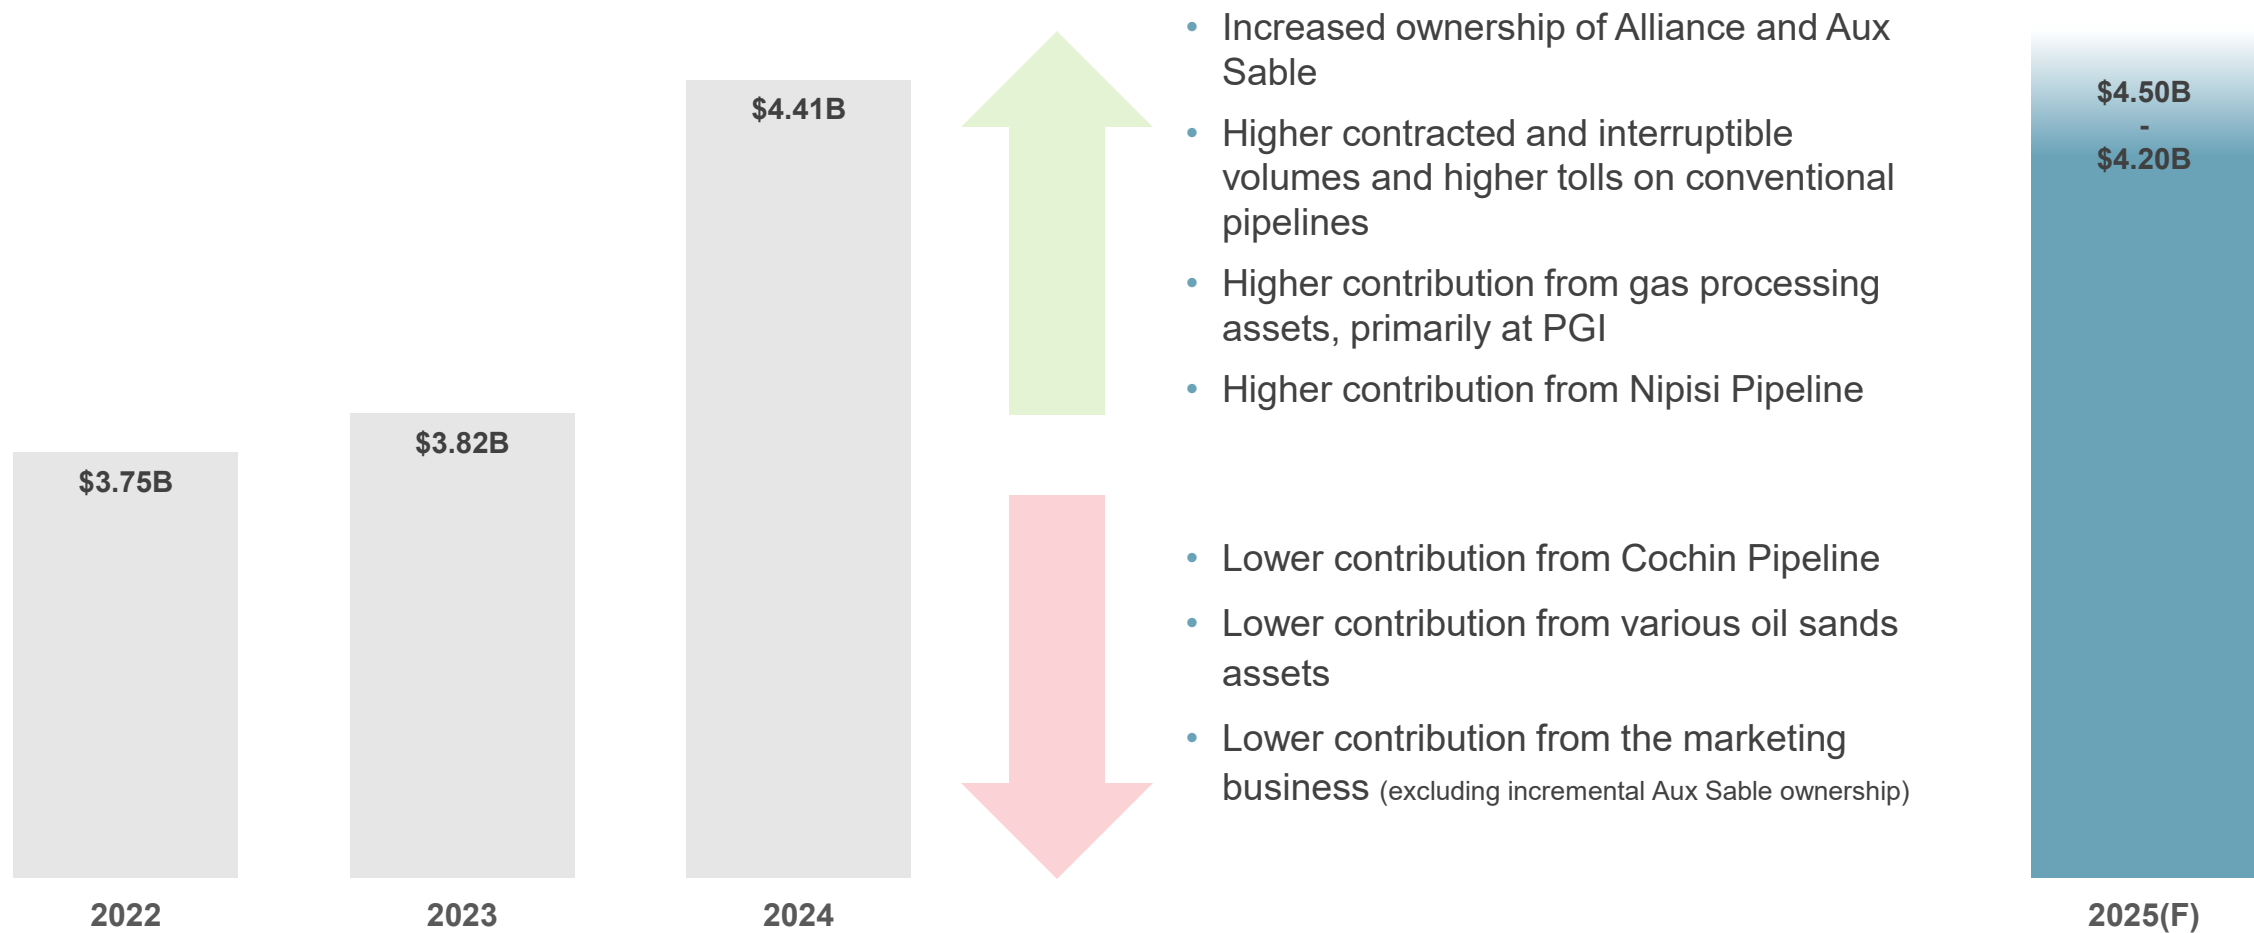 $3.75B
2022
$3.82B
2023
$4.41B
2024
• Increased ownership of Alliance and Aux
Sable
• Higher contracted and interruptible
volumes and higher tolls on conventional
pipelines
• Higher contribution from gas processing
assets, primarily at PGI
• Higher contribution from Nipisi Pipeline
• Lower contribution from Cochin Pipeline
• Lower contribution from various oil sands
assets
• Lower contribution from the marketing
business (excluding incremental Aux Sable ownership)
$4.50B
-
$4.20B
2025(F)